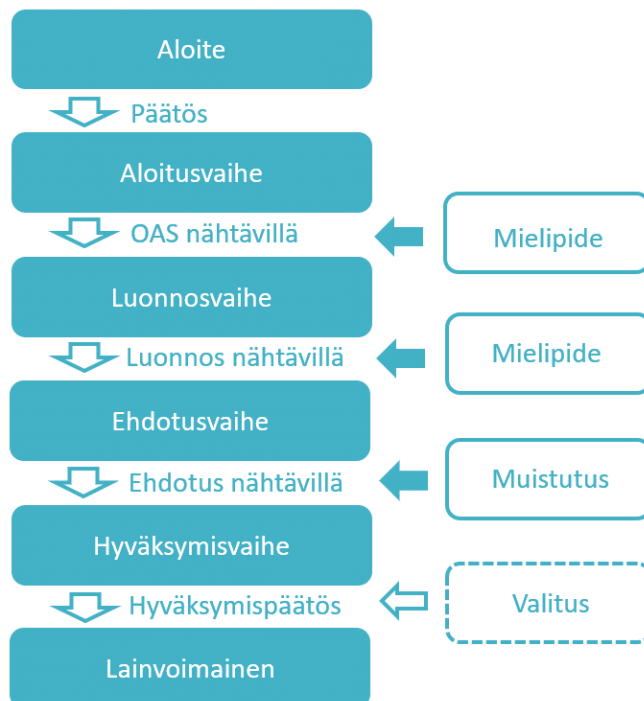 Aloite
Päätös
Aloitusvaihe
OAS nähtävillä
Mielipide
Luonnosvaihe
Luonnos nähtävillä
Mielipide
Ehdotusvaihe
Ehdotus nähtävillä
Muistutus
Hyväksymisvaihe
Hyväksymispäätös
Valitus
Lainvoimainen